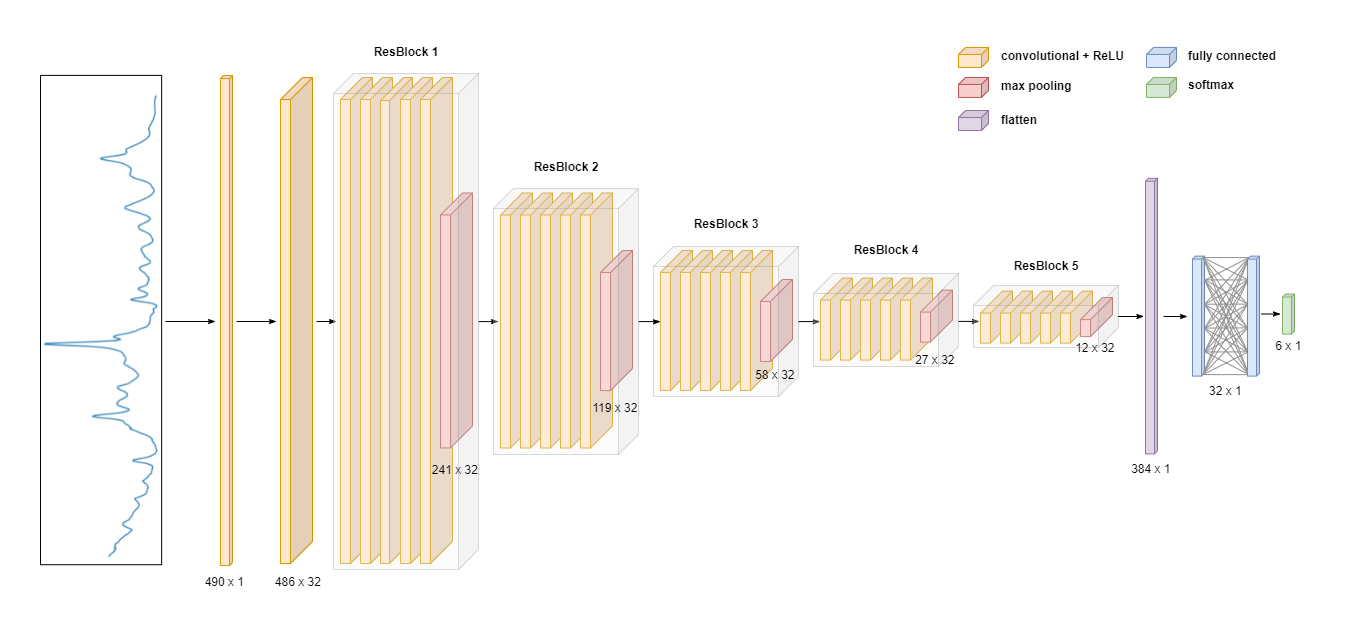 ResBlock 1
convolutional + ReLU
fully connected
max pooling
softmax
flatten
ResBlock 2
ResBlock 3
ResBlock 4
ResBlock 5
490 x 1
486 x 32
241 x 32
119 x 32
58 x 32
27 x 32
12 x 32
384 x 1
32 x 1
6 x 1